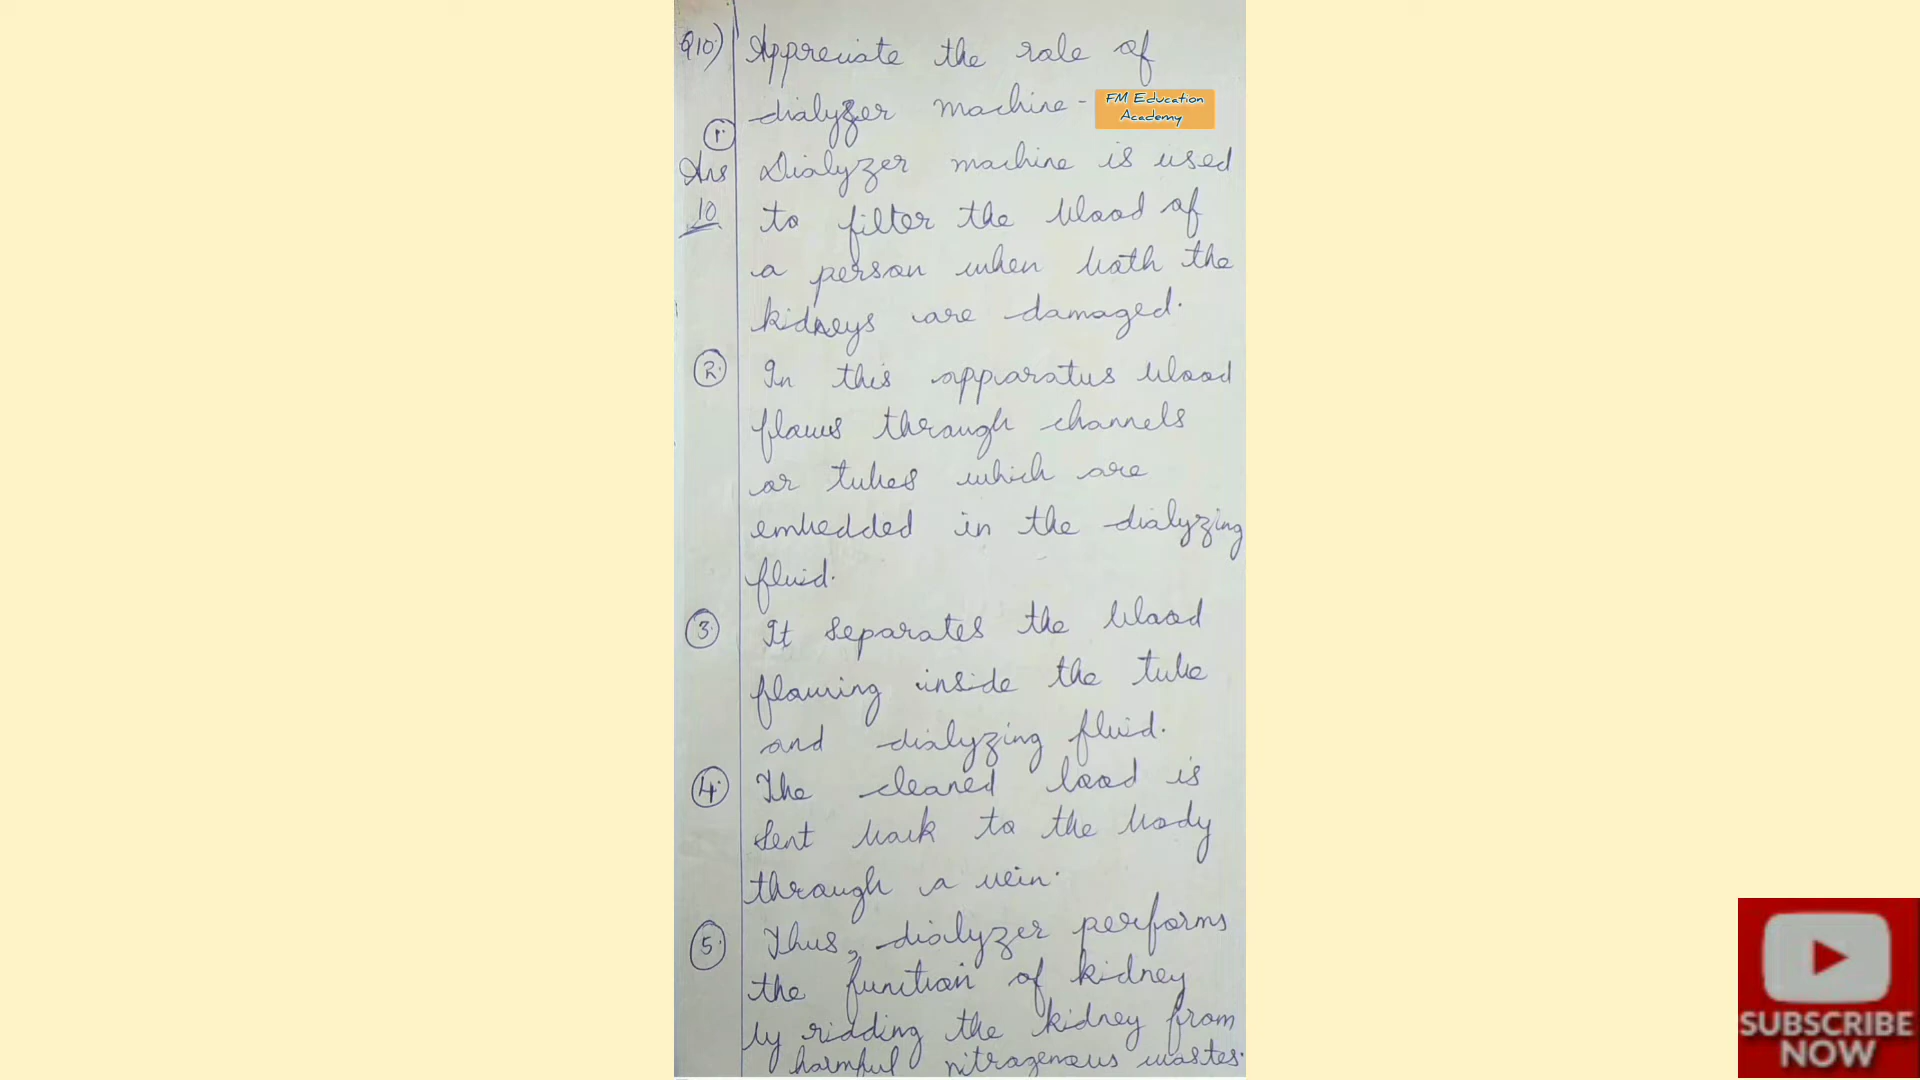 Q10.) Appreciate the role of
dialyzer machine -
FM Education
Academy
1.
Ans Dialyzer machine is used
10 to filter the blood of
a person when both the
kidneys are damaged.
2. In this apparatus blood
flows through channels
or tubes which are
embedded in the dialyzing
fluid.
3. It separates the blood
flowing inside the tube
and dialyzing fluid.
4. The cleaned lood is
sent back to the body
through a vein.
5. Thus, dialyzer performs
the function of kidney
by ridding the kidney from
harmful nitrogenous wastes.
SUBSCRIBE
NOW